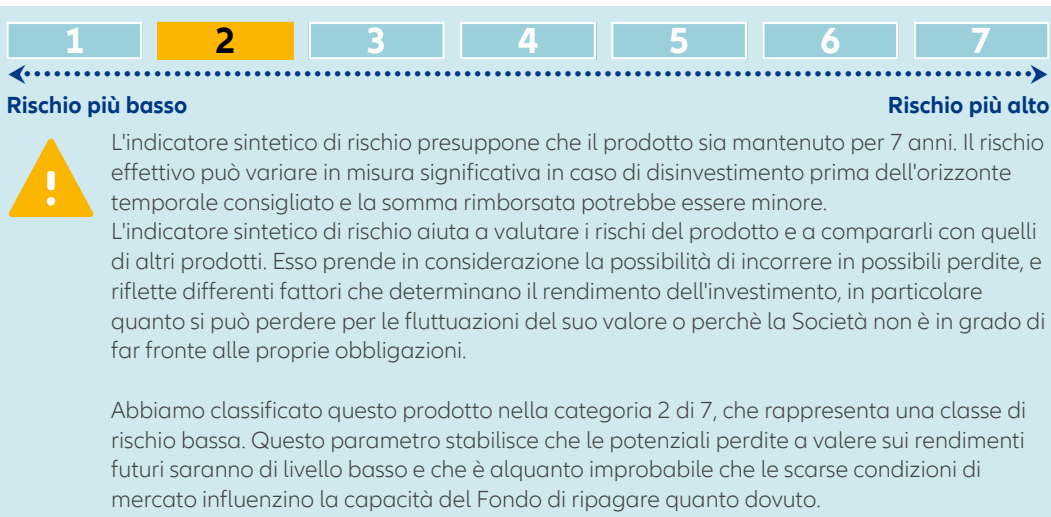 1 2 3 4 5 6 7
Rischio più basso Rischio più alto
L'indicatore sintetico di rischio presuppone che il prodotto sia mantenuto per 7 anni. Il rischio
effettivo può variare in misura significativa in caso di disinvestimento prima dell'orizzonte
temporale consigliato e la somma rimborsata potrebbe essere minore.
L'indicatore sintetico di rischio aiuta a valutare i rischi del prodotto e a compararli con quelli
di altri prodotti. Esso prende in considerazione la possibilità di incorrere in possibili perdite, e
riflette differenti fattori che determinano il rendimento dell'investimento, in particolare
quanto si può perdere per le fluttuazioni del suo valore o perchè la Società non è in grado di
far fronte alle proprie obbligazioni.
Abbiamo classificato questo prodotto nella categoria 2 di 7, che rappresenta una classe di
rischio bassa. Questo parametro stabilisce che le potenziali perdite a valere sui rendimenti
futuri saranno di livello basso e che è alquanto improbabile che le scarse condizioni di
mercato influenzino la capacità del Fondo di ripagare quanto dovuto.